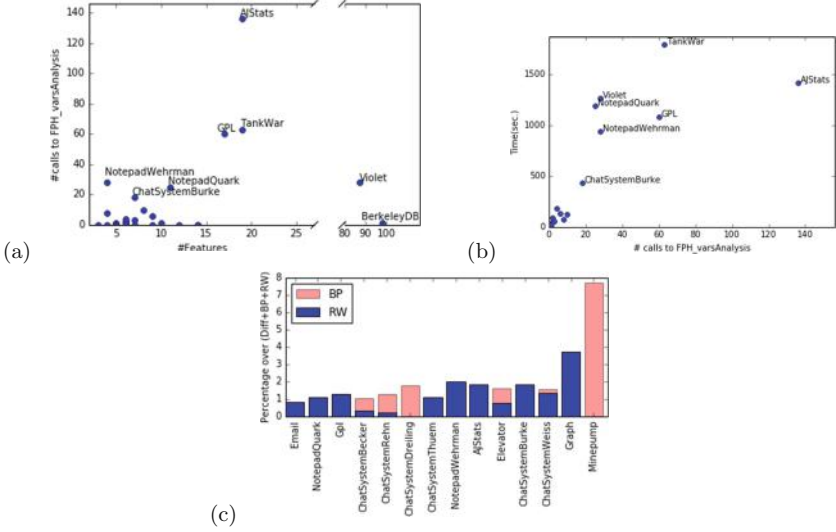 140
120
100
80
60
40
20
0
#calls to FPH_varsAnalysis
AJStats
TankWar
GPL
NotepadWehrman
NotepadQuark
ChatSystemBurke
Violet
BerkeleyDB
5 10 15 20 25 80 90 100
#Features
(a)
1500
1000
500
0
Time(sec.)
TankWar
AJStats
Violet
NotepadQuark
GPL
NotepadWehrman
ChatSystemBurke
0 20 40 60 80 100 120 140
# calls to FPH_varsAnalysis
(b)
8
7
6
5
4
3
2
1
0
Percentage over (Diff+BP+RW)
BP
RW
Email
NotepadQuark
Gpl
ChatSystemBecker
ChatSystemRehn
ChatSystemDreiling
ChatSystemThuem
NotepadWehrman
AJStats
Elevator
ChatSystemBurke
ChatSystemWeiss
Graph
Minepump
(c)